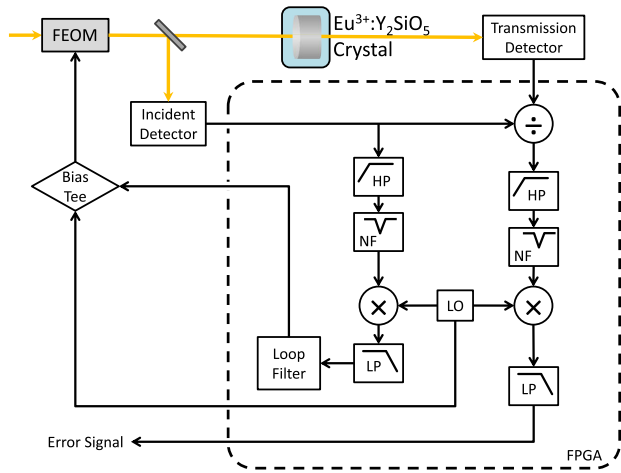 FEOM
Eu³⁺:Y₂SiO₅
Crystal
Transmission
Detector
Incident
Detector
÷
Bias
Tee
HP
HP
NF
NF
×
LO
×
Loop
Filter
LP
LP
Error Signal
FPGA